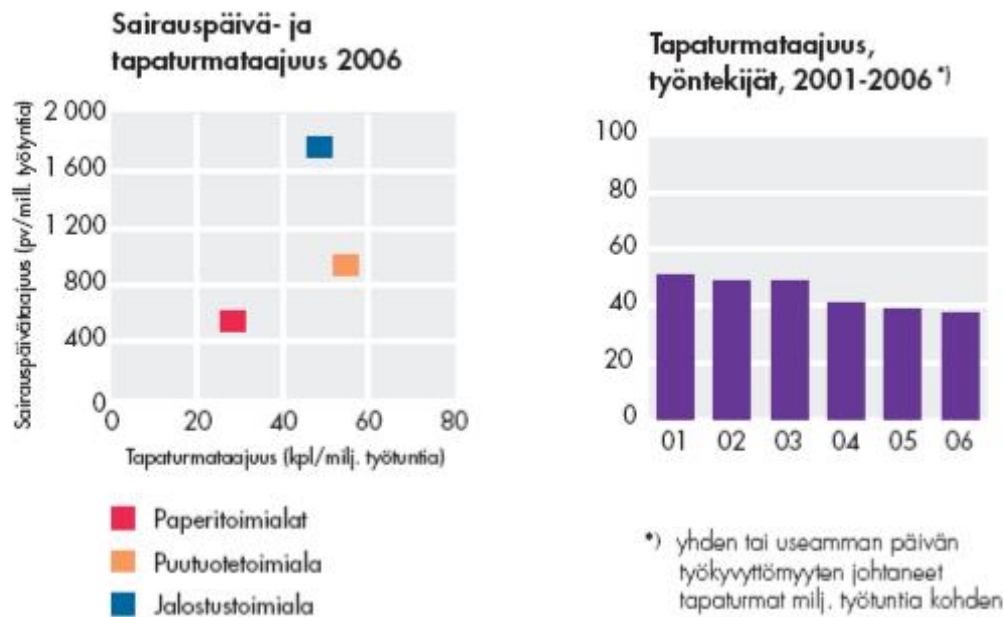 Sairauspäivä- ja
tapaturmataajuus 2006
Sairauspäivätaajuus (pv/mill. työtyntia)
2 000
1 600
1 200
800
400
0
0 20 40 60 80
Tapaturmataajuus (kpl/milj. työtuntia)
Paperitoimialat
Puutuotetoimiala
Jalostustoimiala
Tapaturmataajuus,
työntekijät, 2001-2006 *)
100
80
60
40
20
0
01 02 03 04 05 06
*) yhden tai useamman päivän
työkyvyttömyyten johtaneet
tapaturmat milj. työtuntia kohden